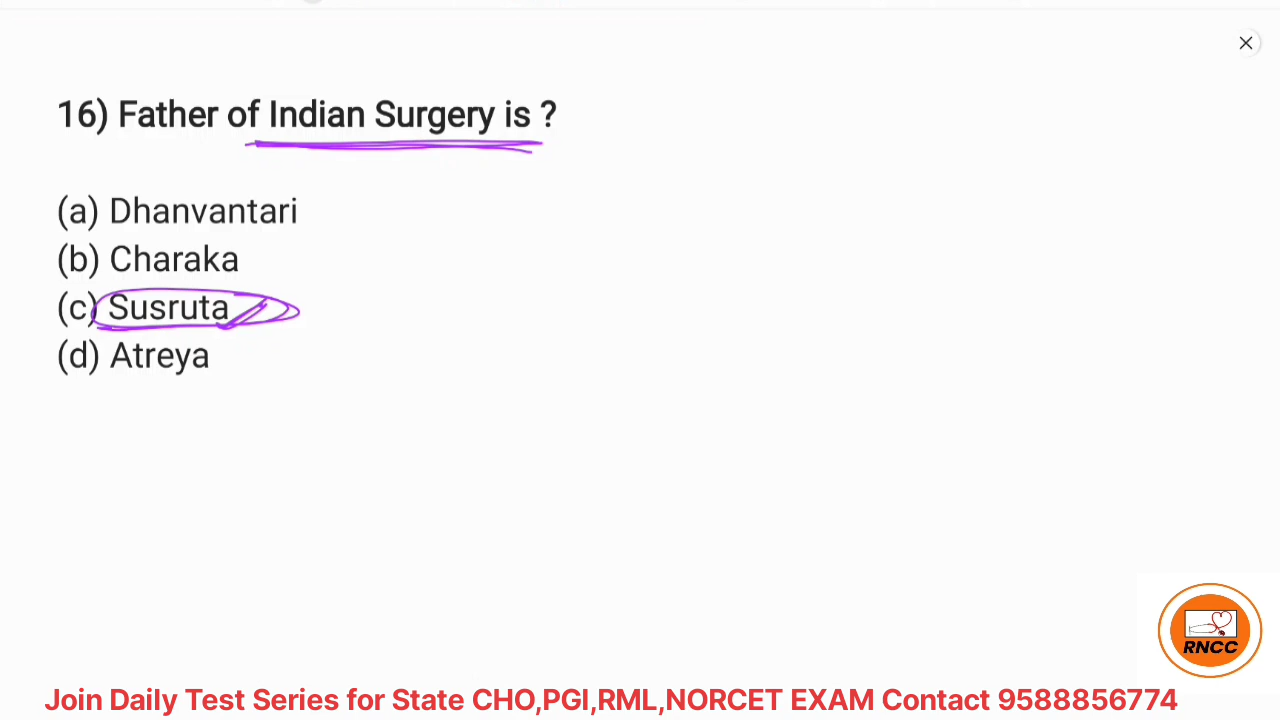 16) Father of Indian Surgery is ?
(a) Dhanvantari
(b) Charaka
(c) Susruta
(d) Atreya
RNCC
Join Daily Test Series for State CHO,PGI,RML,NORCET EXAM Contact 9588856774